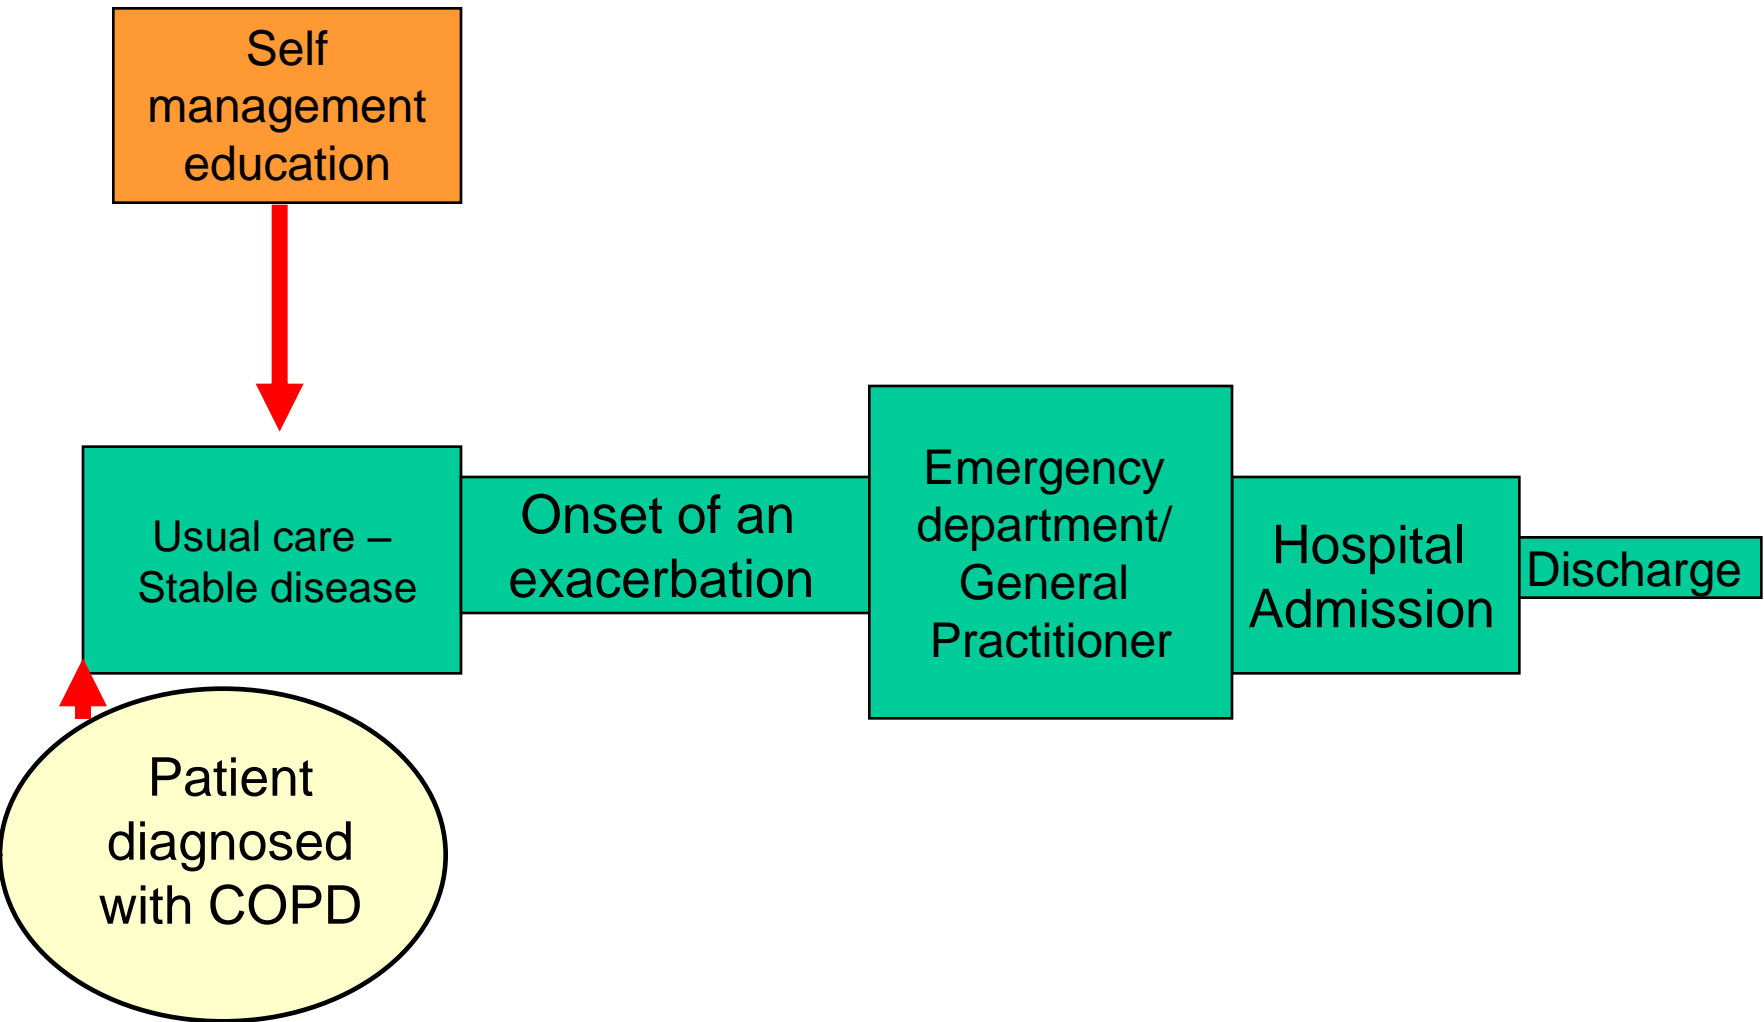 Self
management
education
Usual care –
Stable disease
Onset of an
exacerbation
Emergency
department/
General
Practitioner
Hospital
Admission
Discharge
Patient
diagnosed
with COPD